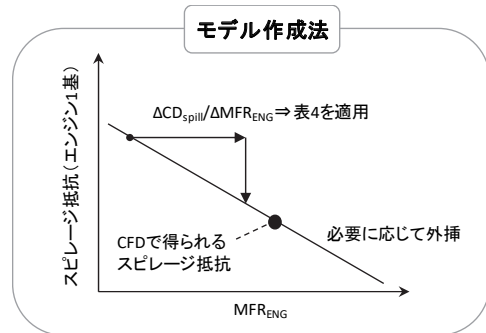 モデル作成法
スピレージ抵抗（エンジン1基）
ΔCDspill/ΔMFRENG⇒表4を適用
CFDで得られる
スピレージ抵抗
必要に応じて外挿
MFRENG